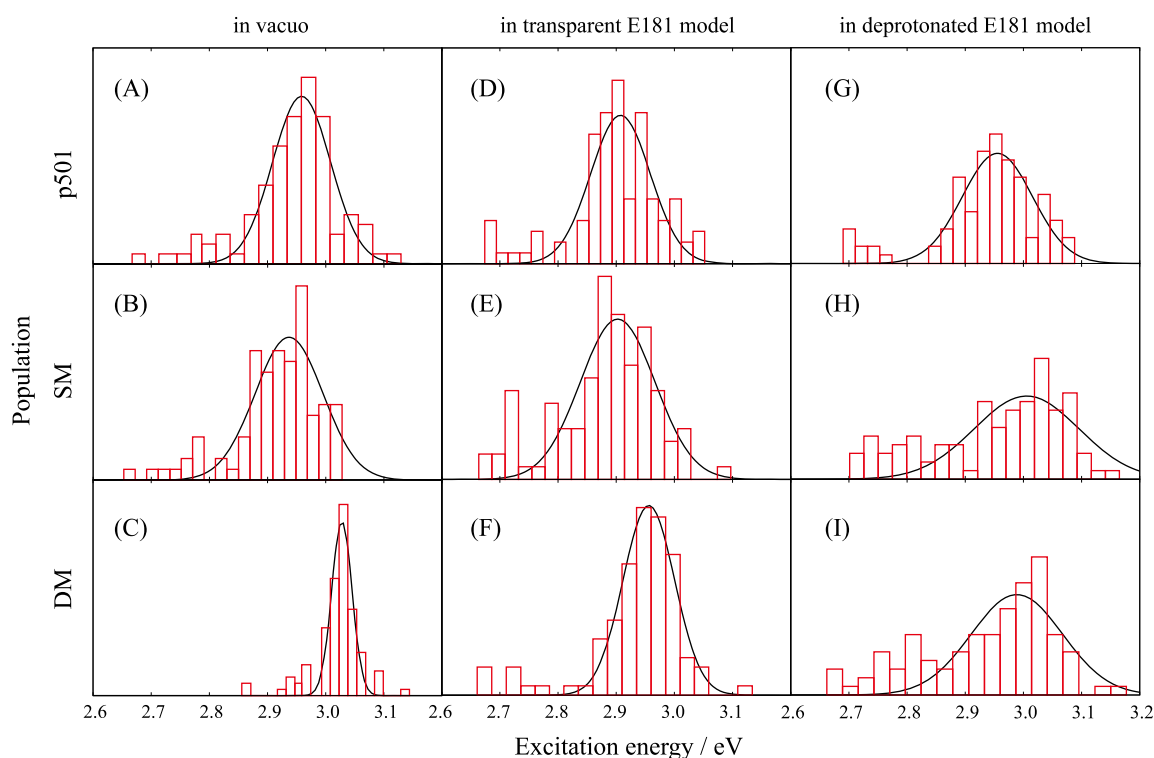 in vacuo in transparent E181 model in deprotonated E181 model
(A) (D) (G)
p501
(B) (E) (H)
SM
Population
(C) (F) (I)
DM
2.6 2.7 2.8 2.9 3.0 3.1 2.6 2.7 2.8 2.9 3.0 3.1 2.6 2.7 2.8 2.9 3.0 3.1 3.2
Excitation energy / eV